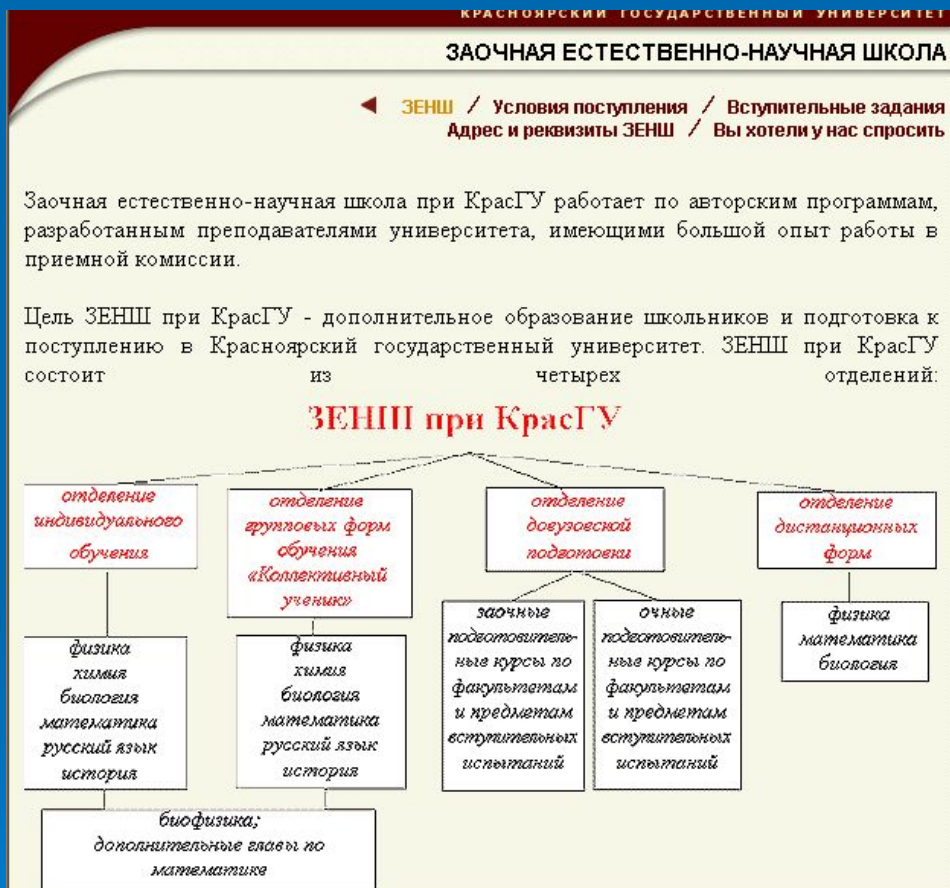 КРАСНОЯРСКИЙ ГОСУДАРСТВЕННЫЙ УНИВЕРСИТЕТ
ЗАОЧНАЯ ЕСТЕСТВЕННО-НАУЧНАЯ ШКОЛА
ЗЕНШ / Условия поступления / Вступительные задания
Адрес и реквизиты ЗЕНШ / Вы хотели у нас спросить
Заочная естественно-научная школа при КрасГУ работает по авторским программам,
разработанным преподавателями университета, имеющими большой опыт работы в
приемной комиссии.
Цель ЗЕНШ при КрасГУ - дополнительное образование школьников и подготовка к
поступлению в Красноярский государственный университет. ЗЕНШ при КрасГУ
состоит из четырех отделений:
ЗЕНШ при КрасГУ
отделение
индивидуального
обучения
отделение
групповых форм
обучения
«Коллективный
ученик»
отделение
довузовской
подготовки
отделение
дистанционных
форм
физика
химия
биология
математика
русский язык
история
физика
химия
биология
математика
русский язык
история
заочные
подготовитель-
ные курсы по
факультетам
и предметам
вступительных
испытаний
очные
подготовитель-
ные курсы по
факультетам
и предметам
вступительных
испытаний
физика
математика
биология
биофизика;
дополнительные главы по
математике